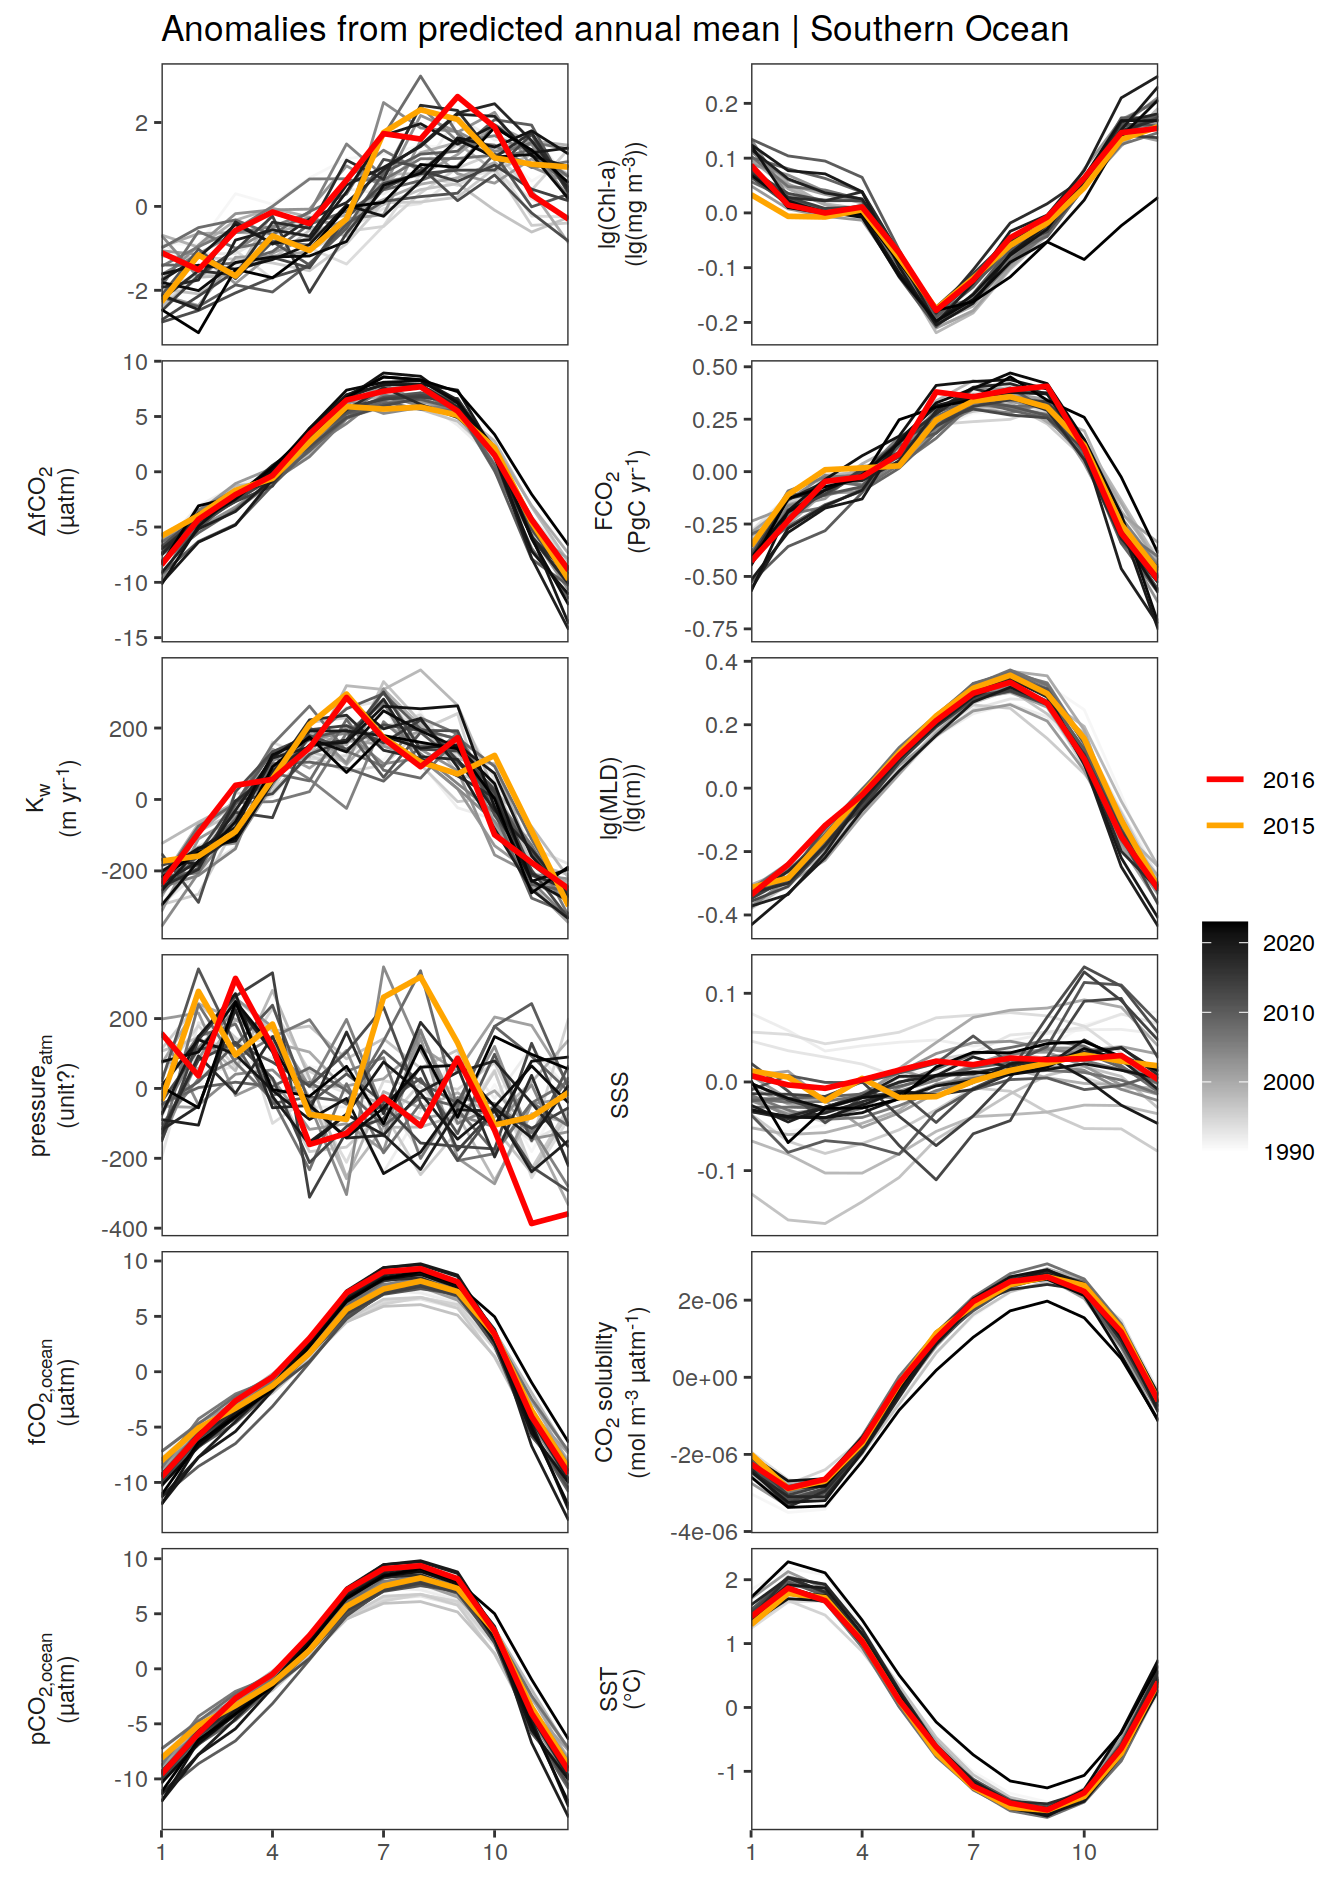 Anomalies from predicted annual mean | Southern Ocean
2
0
-2
lg(Chl-a)
(lg(mg m-3))
0.2
0.1
0.0
-0.1
-0.2
ΔfCO2
(µatm)
10
5
0
-5
-10
-15
FCO2
(PgC yr-1)
0.50
0.25
0.00
-0.25
-0.50
-0.75
Kw
(m yr-1)
200
0
-200
lg(MLD)
(lg(m))
0.4
0.2
0.0
-0.2
-0.4
pressureatm
(unit?)
200
0
-200
-400
SSS
0.1
0.0
-0.1
fCO2,ocean
(µatm)
10
5
0
-5
-10
CO2 solubility
(mol m-3 µatm-1)
2e-06
0e+00
-2e-06
-4e-06
pCO2,ocean
(µatm)
10
5
0
-5
-10
SST
(°C)
2
1
0
-1
1 4 7 10
1 4 7 10
2016
2015
2020
2010
2000
1990